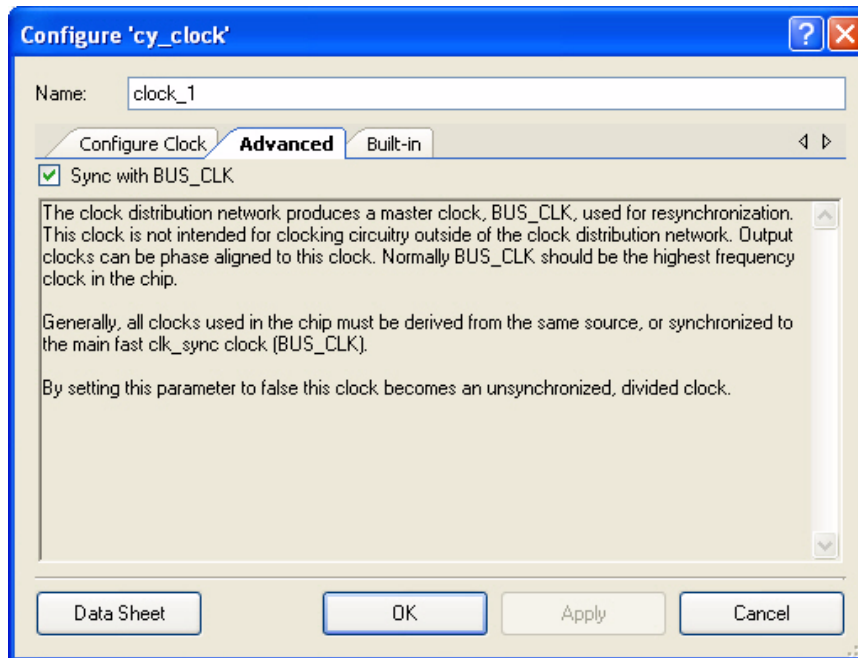 Configure 'cy_clock'
Name: clock_1
Configure Clock Advanced Built-in
Sync with BUS_CLK
The clock distribution network produces a master clock, BUS_CLK, used for resynchronization.
This clock is not intended for clocking circuitry outside of the clock distribution network. Output
clocks can be phase aligned to this clock. Normally BUS_CLK should be the highest frequency
clock in the chip.
Generally, all clocks used in the chip must be derived from the same source, or synchronized to
the main fast clk_sync clock (BUS_CLK).
By setting this parameter to false this clock becomes an unsynchronized, divided clock.
Data Sheet OK Apply Cancel